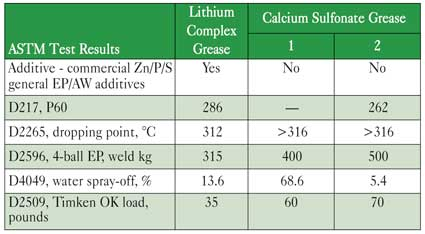 ASTM Test Results Lithium Complex Grease Calcium Sulfonate Grease
1 2
Additive - commercial Zn/P/S general EP/AW additives Yes No No
D217, P60 286 — 262
D2265, dropping point, °C 312 >316 >316
D2596, 4-ball EP, weld kg 315 400 500
D4049, water spray-off, % 13.6 68.6 5.4
D2509, Timken OK load, pounds 35 60 70